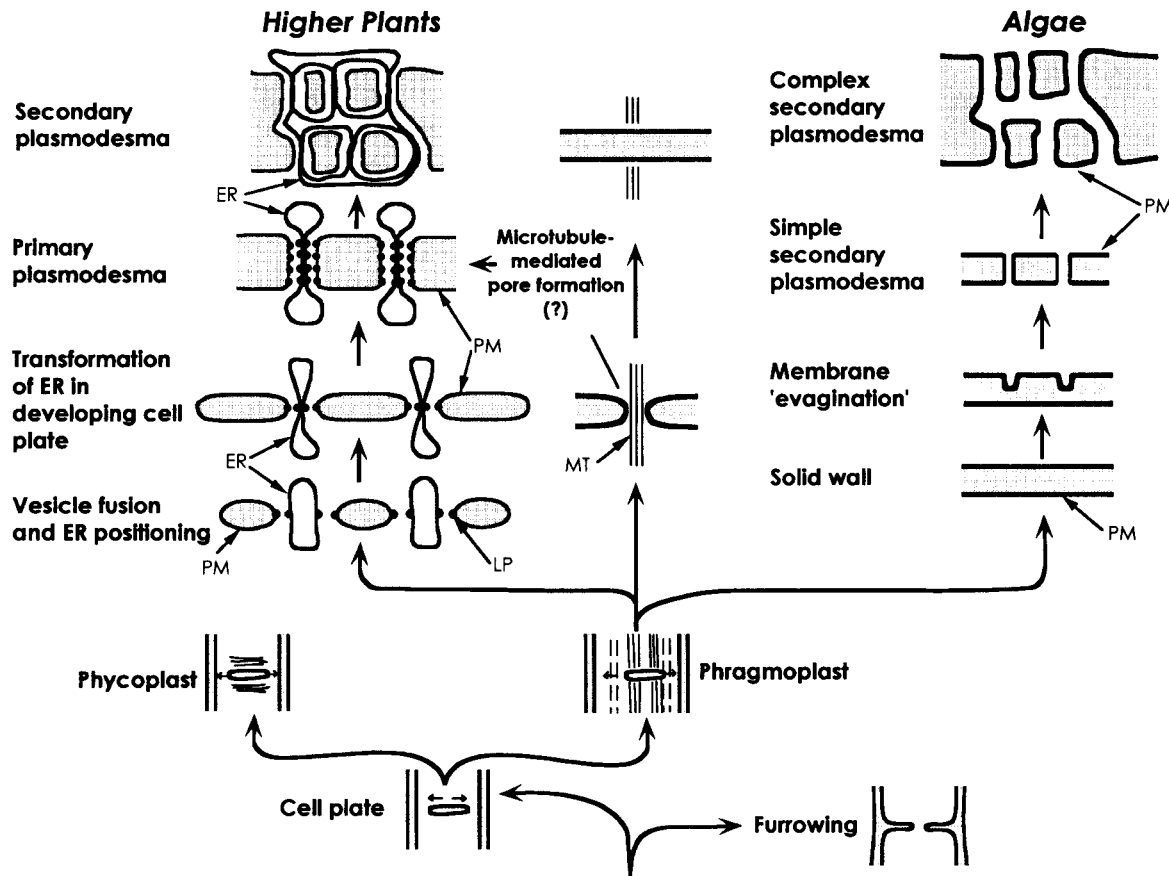 Higher Plants
Algae
Secondary
plasmodesma
ER
Primary
plasmodesma
PM
Transformation
of ER in
developing cell
plate
ER
Vesicle fusion
and ER positioning
PM
LP
Microtubule-
mediated
pore formation
(?)
MT
Complex
secondary
plasmodesma
PM
Simple
secondary
plasmodesma
Membrane
'evagination'
Solid wall
PM
Phycoplast
Phragmoplast
Cell plate
Furrowing